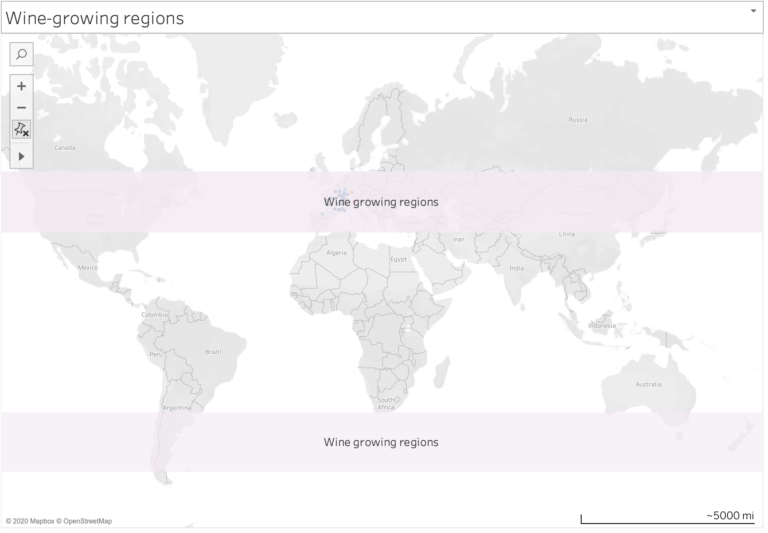 Wine-growing regions
Russia
Canada
Wine growing regions
Iran
China
Algeria
Egypt
Mexico
India
Colombia
Indonesia
Peru
Brazil
Australia
South
Africa
Argentina
Wine growing regions
~5000 mi
© 2020 Mapbox © OpenStreetMap